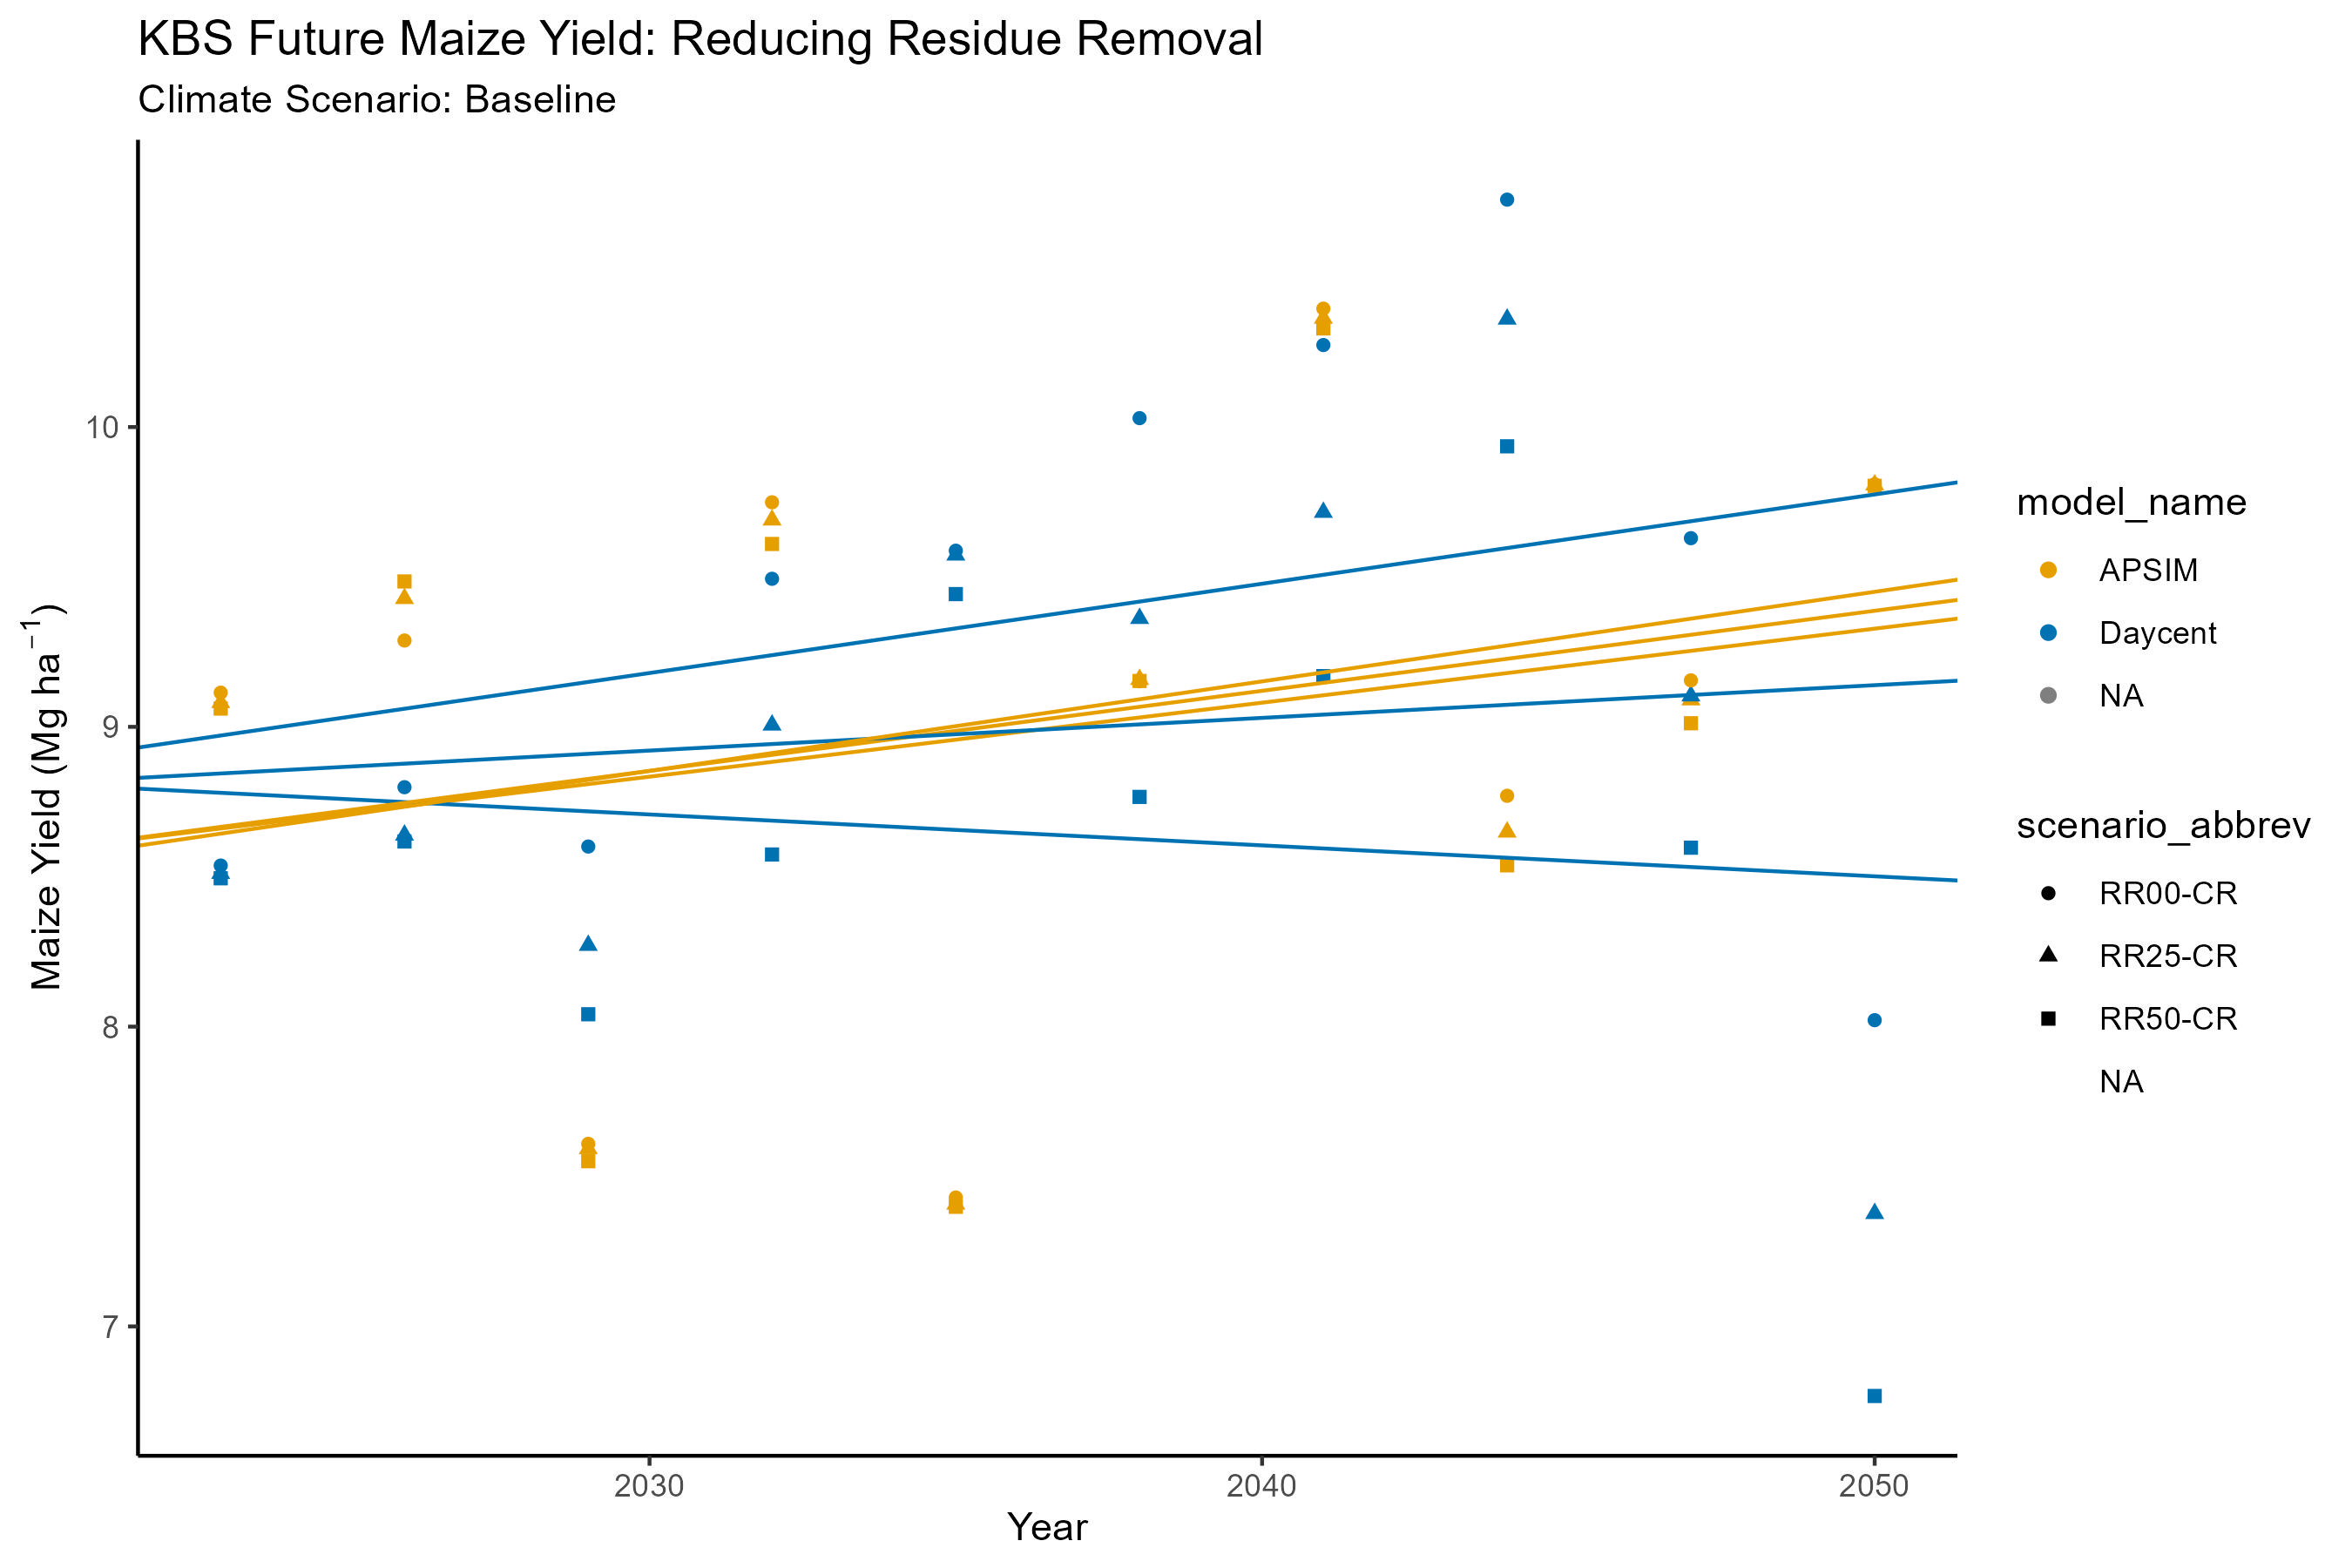 KBS Future Maize Yield: Reducing Residue Removal
Climate Scenario: Baseline
Maize Yield (Mg ha⁻¹)
10
9
8
7
2030
2040
2050
Year
model_name
APSIM
Daycent
NA
scenario_abbrev
RR00-CR
RR25-CR
RR50-CR
NA